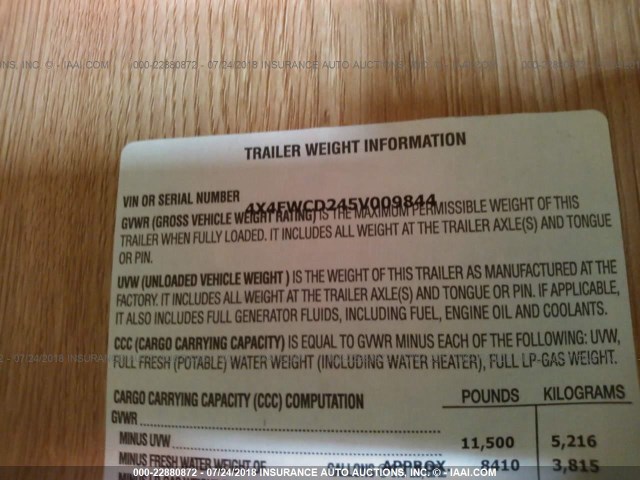 000-22880872 - 07/24/2018 INSURANCE AUTO AUCTIONS, INC. © - IAAI.COM
TRAILER WEIGHT INFORMATION
VIN OR SERIAL NUMBER 4X4FWCD245V009844
GVWR (GROSS VEHICLE WEIGHT RATING) IS THE MAXIMUM PERMISSIBLE WEIGHT OF THIS
TRAILER WHEN FULLY LOADED. IT INCLUDES ALL WEIGHT AT THE TRAILER AXLE(S) AND TONGUE
OR PIN.
UVW (UNLOADED VEHICLE WEIGHT ) IS THE WEIGHT OF THIS TRAILER AS MANUFACTURED AT THE
FACTORY. IT INCLUDES ALL WEIGHT AT THE TRAILER AXLE(S) AND TONGUE OR PIN. IF APPLICABLE,
IT ALSO INCLUDES FULL GENERATOR FLUIDS, INCLUDING FUEL, ENGINE OIL AND COOLANTS.
CCC (CARGO CARRYING CAPACITY) IS EQUAL TO GVWR MINUS EACH OF THE FOLLOWING: UVW,
FULL FRESH (POTABLE) WATER WEIGHT (INCLUDING WATER HEATER), FULL LP-GAS WEIGHT.
CARGO CARRYING CAPACITY (CCC) COMPUTATION POUNDS KILOGRAMS
GVWR
MINUS UVW 11,500 5,216
MINUS FRESH WATER WEIGHT OF GALLONS APPROX 8410 3,815
000-22880872 - 07/24/2018 INSURANCE AUTO AUCTIONS, INC. © - IAAI.COM